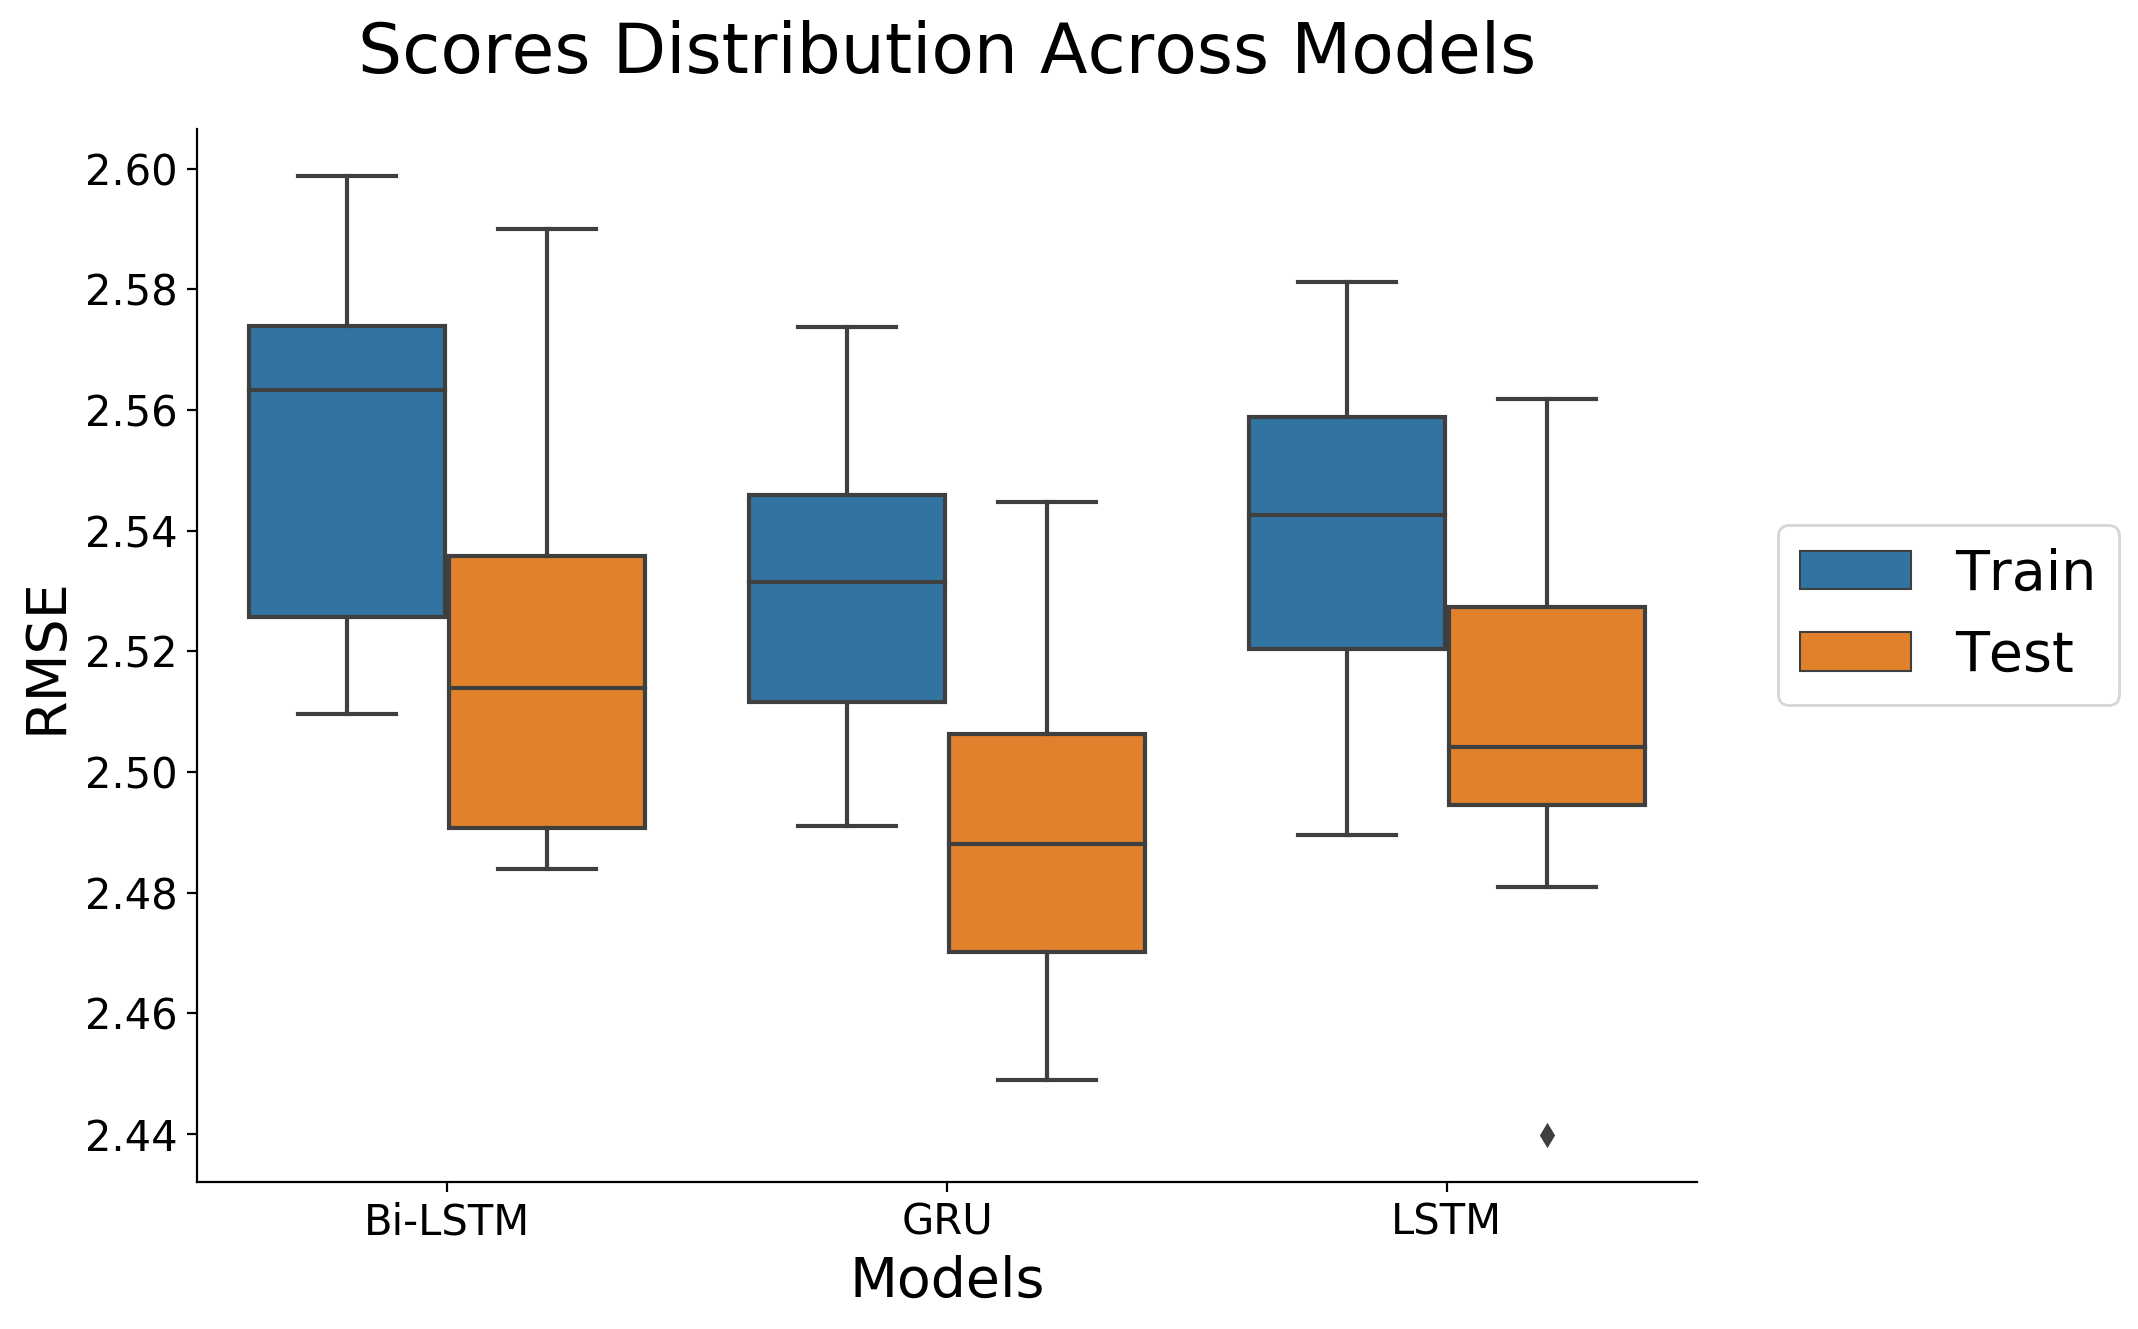 Scores Distribution Across Models
RMSE
2.60
2.58
2.56
2.54
2.52
2.50
2.48
2.46
2.44
Bi-LSTM GRU LSTM
Models
Train
Test